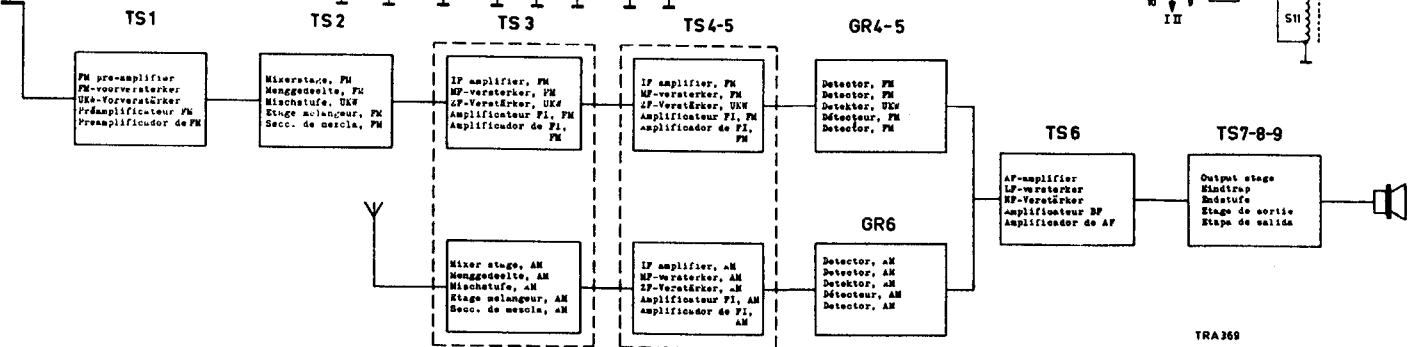 TS1
TS2
TS3
TS4-5
GR4-5
I II
S11
FM pre-amplifier
FM-voorversterker
UKW-Vorverstärker
Préamplificateur FM
Preamplificador de FM
Mixerstage, FM
Menggedeelte, FM
Mischstufe, UKW
Etage melangeur, FM
Secc. de mezcla, FM
IF amplifier, FM
MF-versterker, FM
ZF-Verstärker, UKW
Amplificateur FI, FM
Amplificador de FI,
FM
IF amplifier, FM
MF-versterker, FM
ZF-Verstärker, UKW
Amplificateur FI, FM
Amplificador de FI,
FM
Detector, FM
Detector, FM
Detektor, UKW
Détecteur, FM
Detector, FM
TS6
TS7-8-9
AF-amplifier
LF-versterker
NF-Verstärker
Amplificateur BF
Amplificador de AF
Output stage
Eindtrap
Endstufe
Etage de sortie
Etapa de salida
GR6
Mixer stage, AM
Menggedeelte, AM
Mischstufe, AM
Etage melangeur, AM
Secc. de mezcla, AM
IF amplifier, AM
MF-versterker, AM
ZF-Verstärker, AM
Amplificateur FI, AM
Amplificador de FI,
AM
Detector, AM
Detector, AM
Detektor, AM
Détecteur, AM
Detector, AM
TRA369